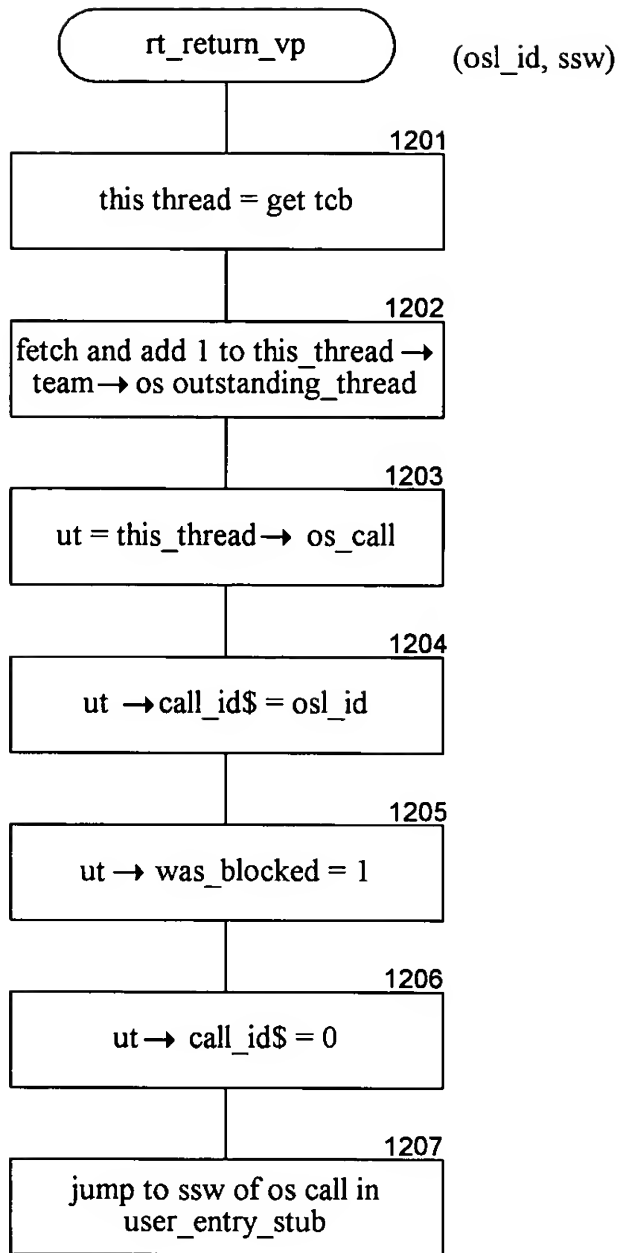 rt_return_vp
(osl_id, ssw)
1201
this thread = get tcb
1202
fetch and add 1 to this_thread →
team → os outstanding_thread
1203
ut = this_thread → os_call
1204
ut → call_id$ = osl_id
1205
ut → was_blocked = 1
1206
ut → call_id$ = 0
1207
jump to ssw of os call in
user_entry_stub